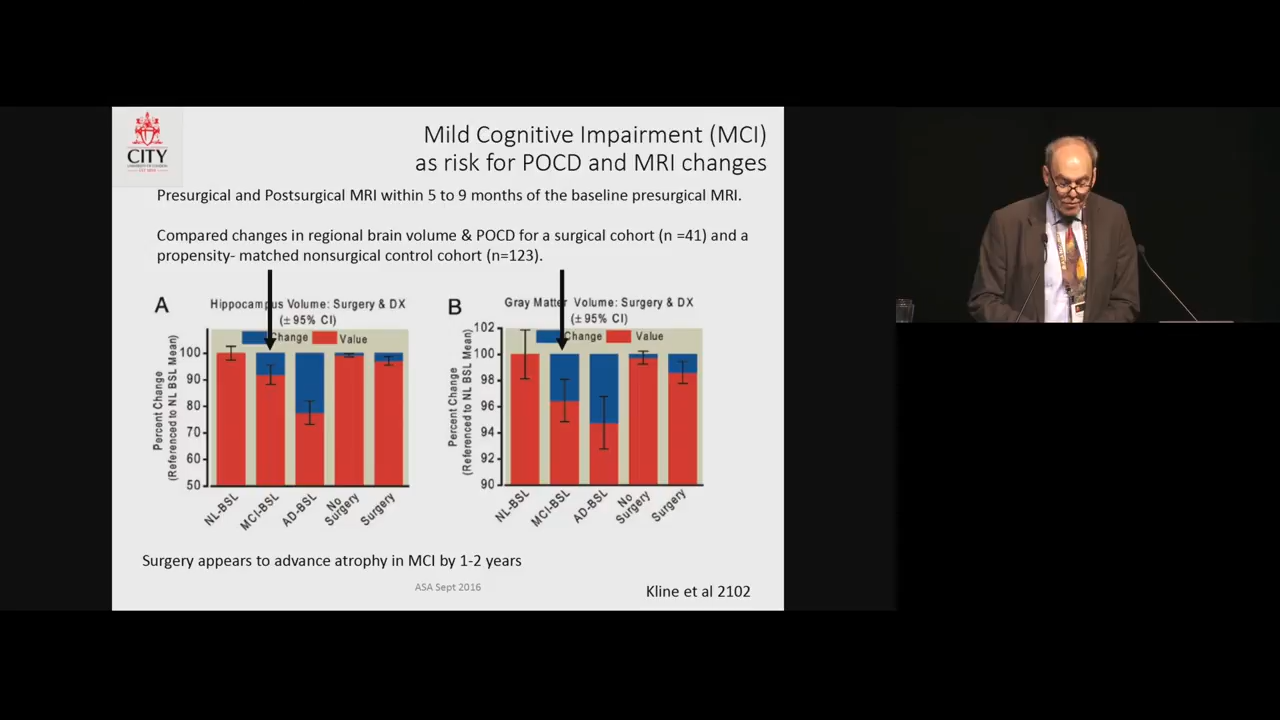 CITY
UNIVERSITY OF LONDON
EST 1894
Mild Cognitive Impairment (MCI)
as risk for POCD and MRI changes
Presurgical and Postsurgical MRI within 5 to 9 months of the baseline presurgical MRI.
Compared changes in regional brain volume & POCD for a surgical cohort (n =41) and a
propensity- matched nonsurgical control cohort (n=123).
A
Hippocampus Volume: Surgery & DX
(± 95% CI)
Change
Value
Percent Change
(Referenced to NL BSL Mean)
100
90
80
70
60
50
NL-BSL
MCI-BSL
AD-BSL
No
Surgery
Surgery
B
Gray Matter Volume: Surgery & DX
(± 95% CI)
Change
Value
Percent Change
(Referenced to NL BSL Mean)
102
100
98
96
94
92
90
NL-BSL
MCI-BSL
AD-BSL
No
Surgery
Surgery
Surgery appears to advance atrophy in MCI by 1-2 years
ASA Sept 2016
Kline et al 2102